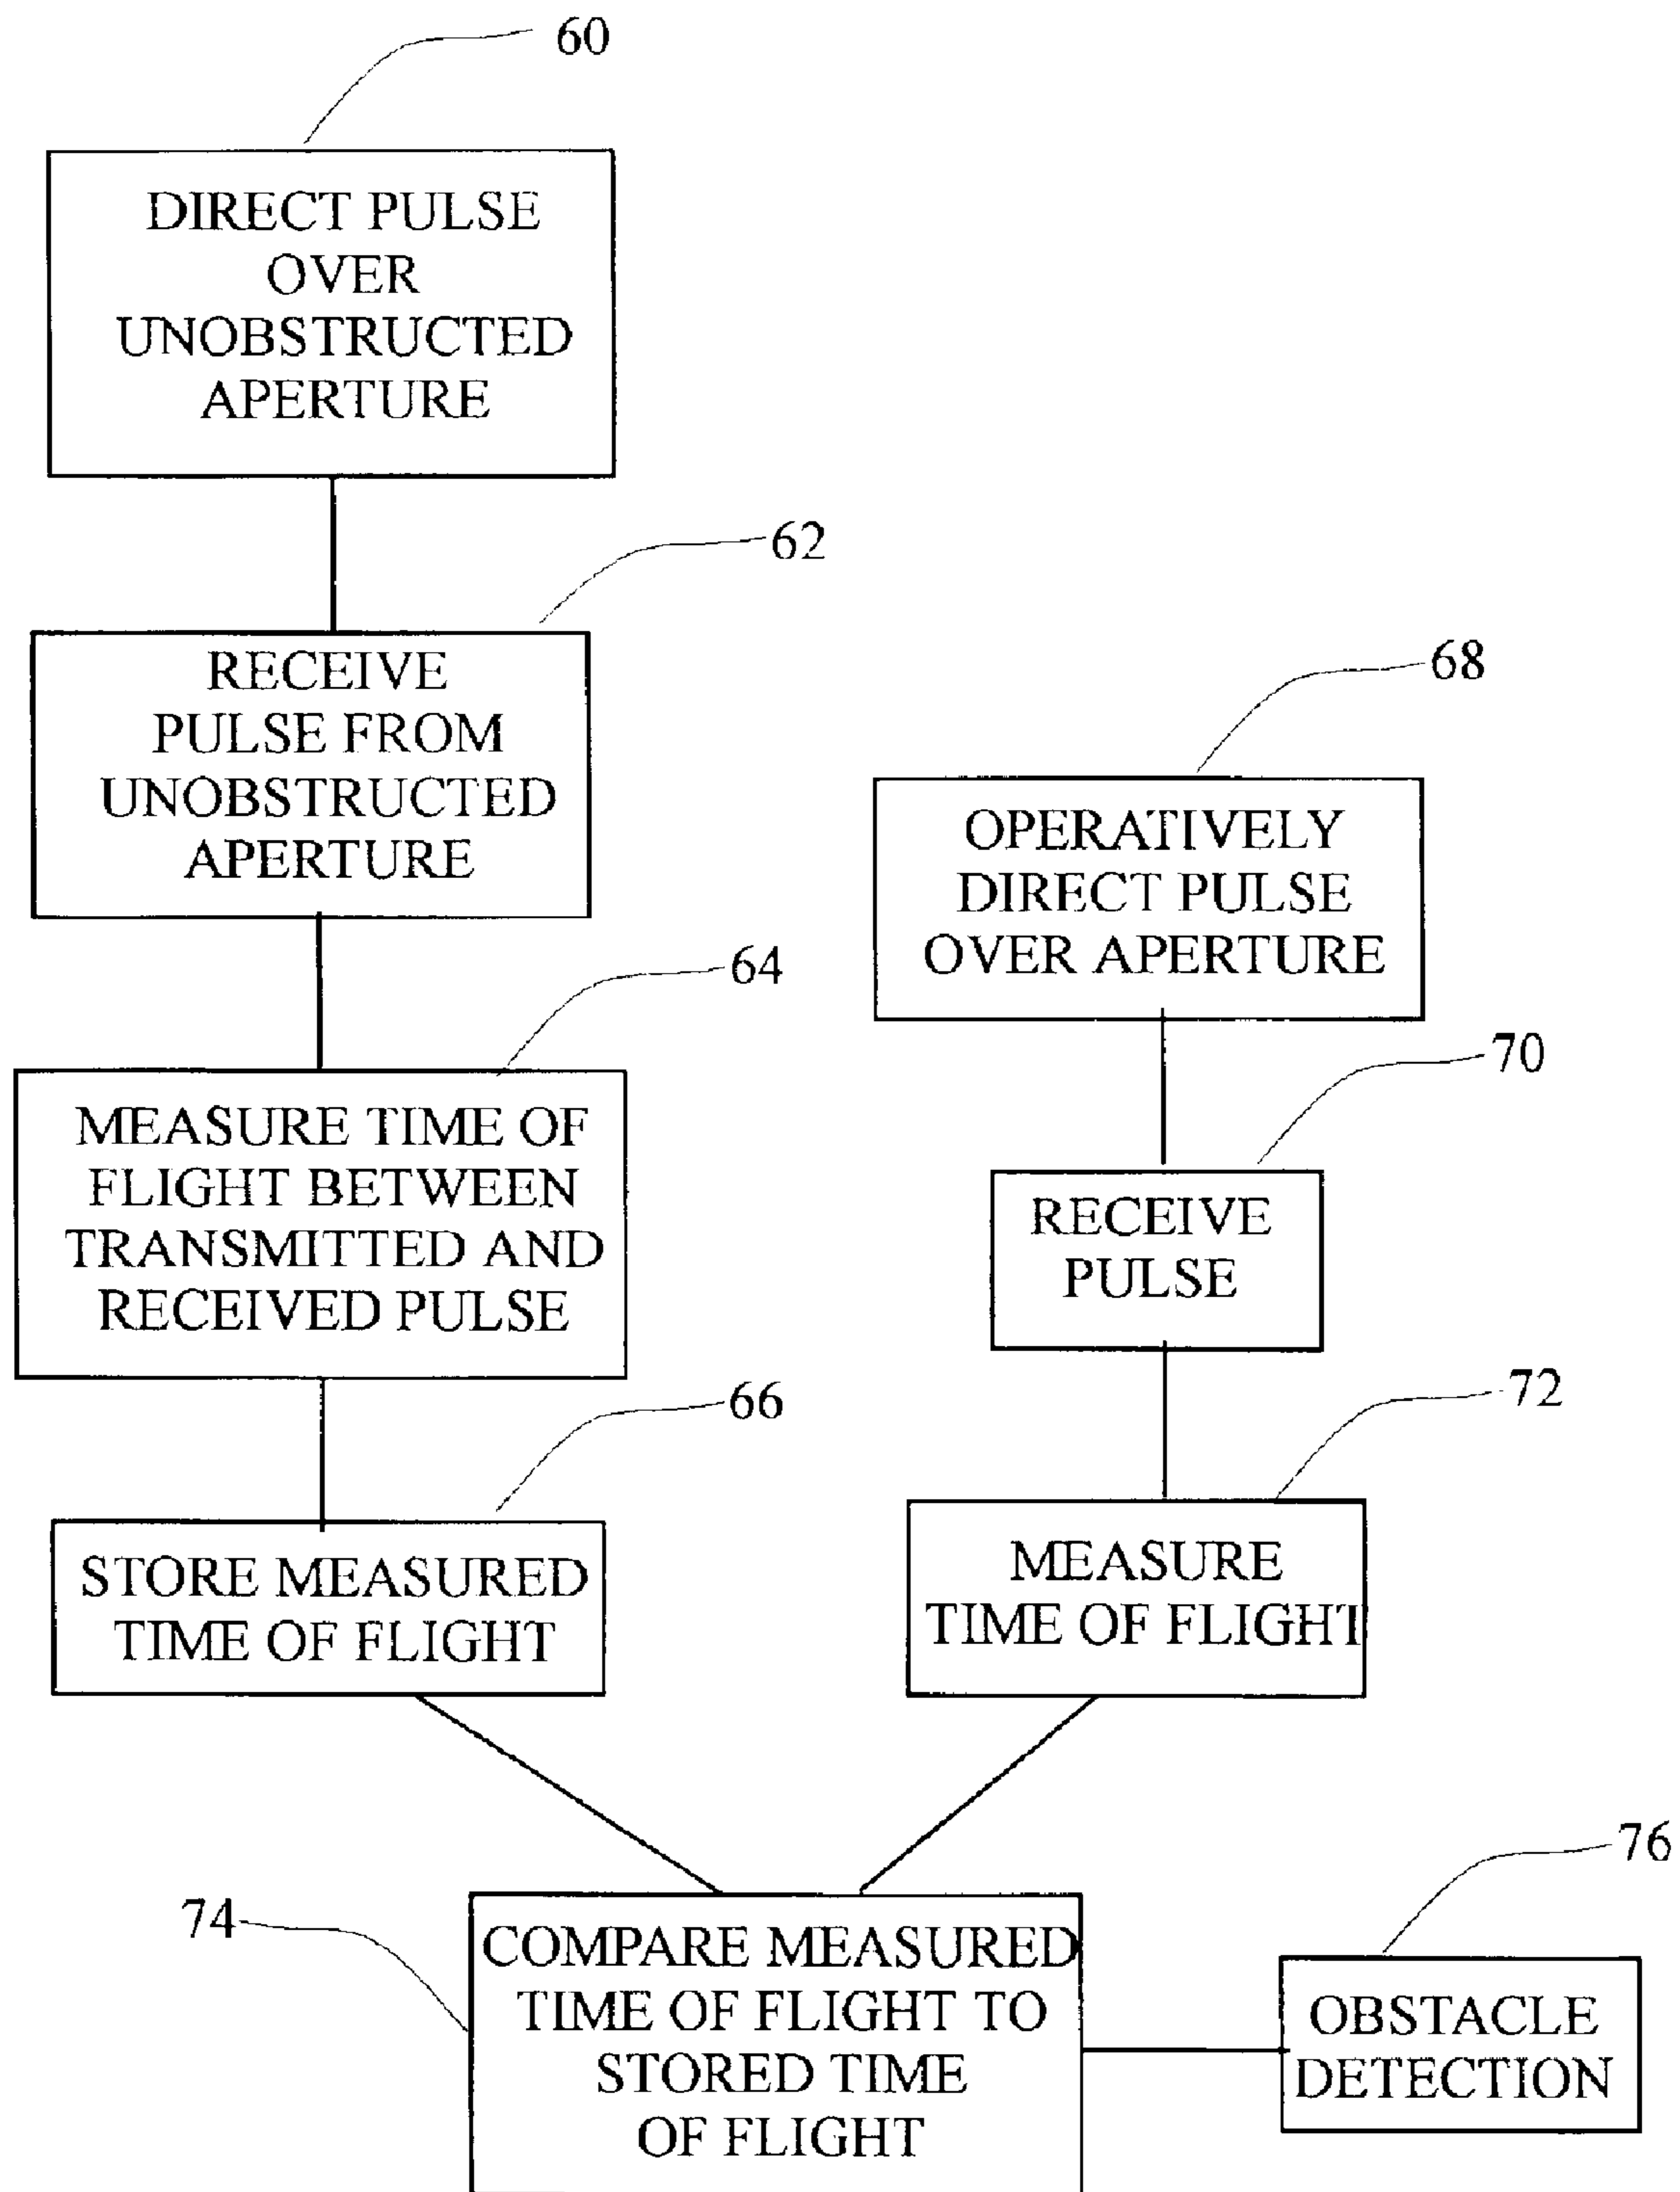 60
DIRECT PULSE
OVER
UNOBSTRUCTED
APERTURE
62
RECEIVE
PULSE FROM
UNOBSTRUCTED
APERTURE
64
MEASURE TIME OF
FLIGHT BETWEEN
TRANSMITTED AND
RECEIVED PULSE
66
STORE MEASURED
TIME OF FLIGHT
68
OPERATIVELY
DIRECT PULSE
OVER APERTURE
70
RECEIVE
PULSE
72
MEASURE
TIME OF FLIGHT
74
COMPARE MEASURED
TIME OF FLIGHT TO
STORED TIME
OF FLIGHT
76
OBSTACLE
DETECTION